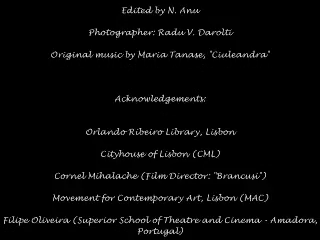 Edited by N. Anu
Photographer: Radu V. Darolti
Original music by Maria Tanase, "Ciuleandra"
Acknowledgements:
Orlando Ribeiro Library, Lisbon
Cityhouse of Lisbon (CML)
Cornel Mihalache (Film Director: "Brancusi")
Movement for Contemporary Art, Lisbon (MAC)
Filipe Oliveira (Superior School of Theatre and Cinema - Amadora,
Portugal)